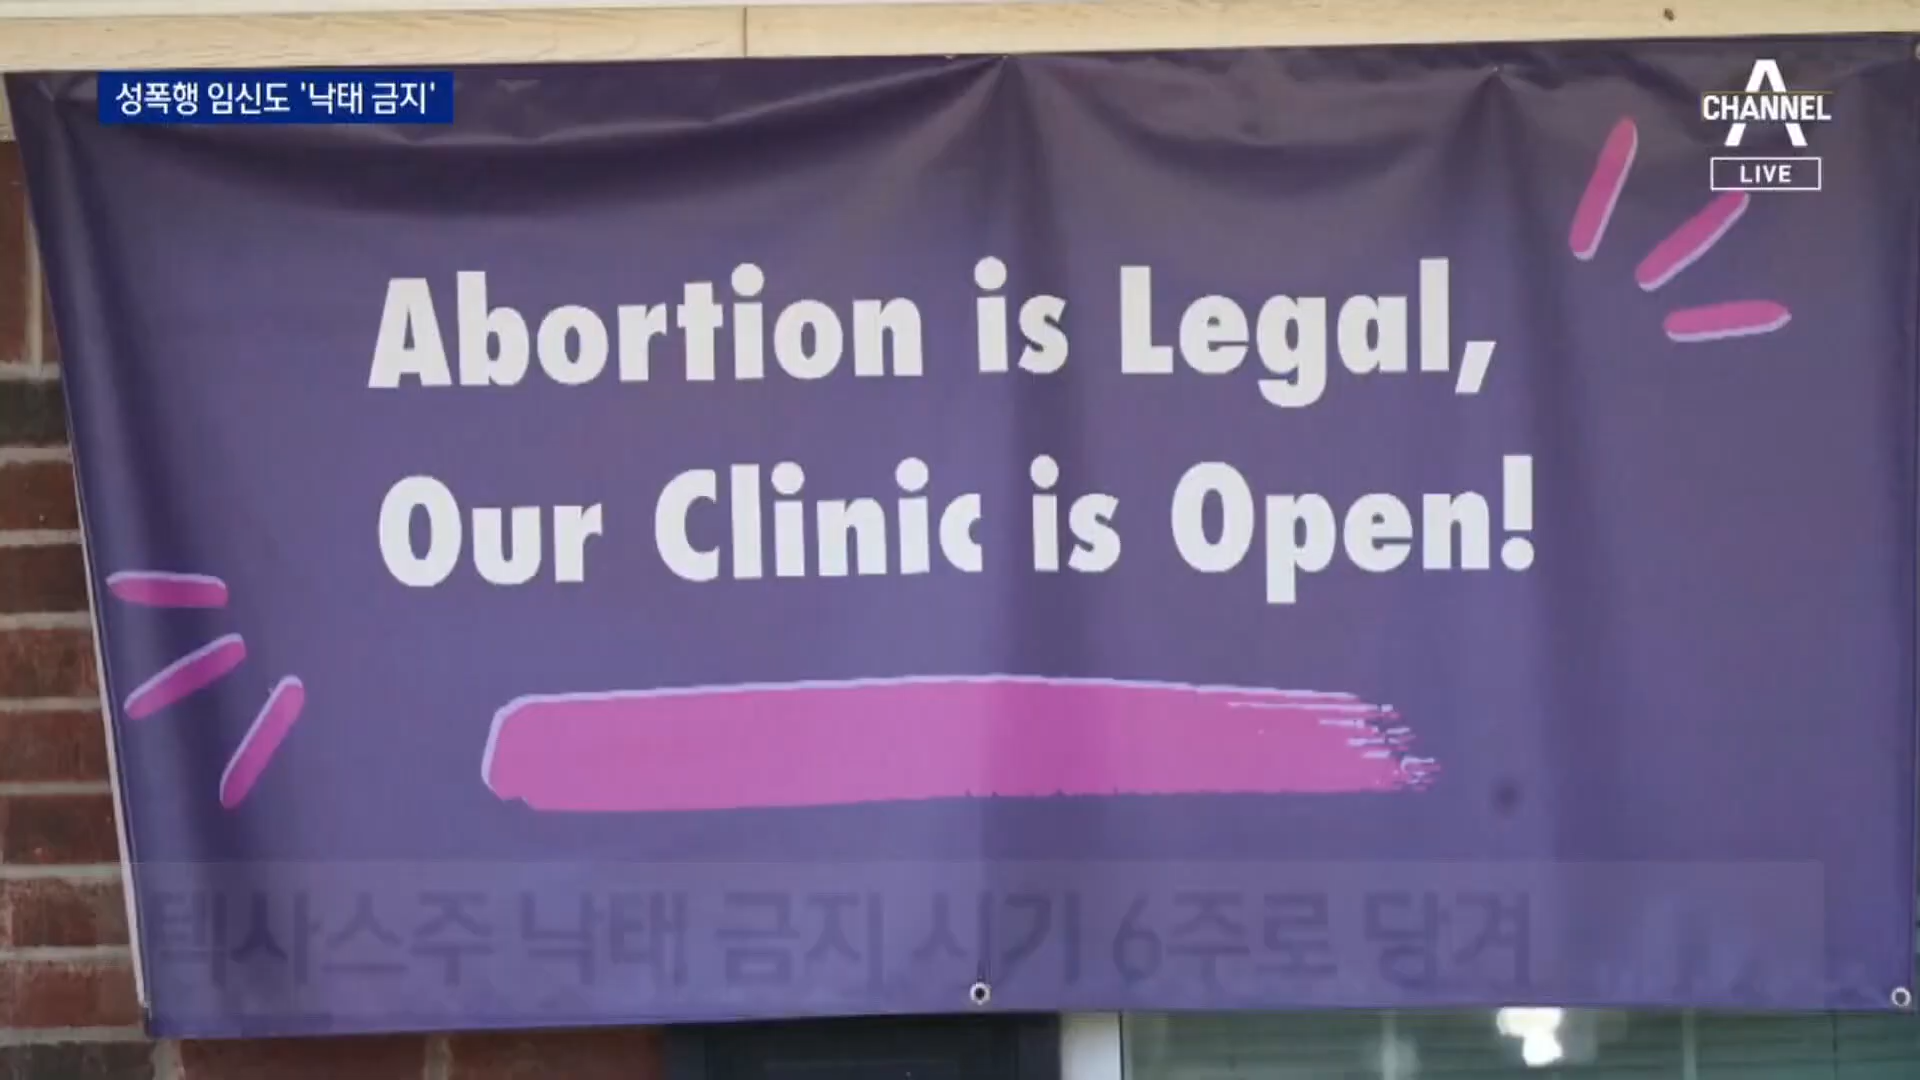 성폭행 임신도 '낙태 금지'
CHANNEL A
LIVE
Abortion is Legal,
Our Clinic is Open!
텍사스주 낙태 금지 시기 6주로 당겨